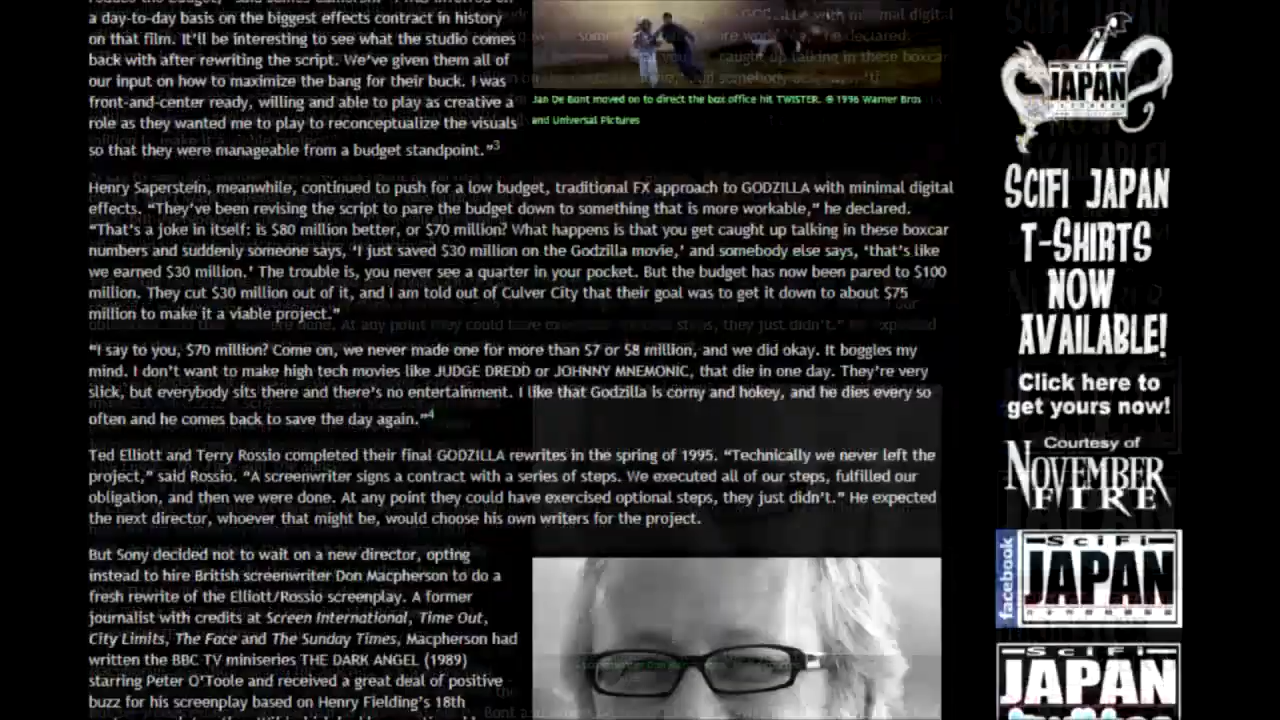 a day-to-day basis on the biggest effects contract in history
on that film. It'll be interesting to see what the studio comes
back with after rewriting the script. We've given them all of
our input on how to maximize the bang for their buck. I was
front-and-center ready, willing and able to play as creative a
role as they wanted me to play to reconceptualize the visuals
so that they were manageable from a budget standpoint."3
Jan De Bont moved on to direct the box office hit TWISTER. © 1996 Warner Bros
and Universal Pictures
Henry Saperstein, meanwhile, continued to push for a low budget, traditional FX approach to GODZILLA with minimal digital
effects. "They've been revising the script to pare the budget down to something that is more workable," he declared.
"That's a joke in itself: is $80 million better, or $70 million? What happens is that you get caught up talking in these boxcar
numbers and suddenly someone says, 'I just saved $30 million on the Godzilla movie,' and somebody else says, 'that's like
we earned $30 million.' The trouble is, you never see a quarter in your pocket. But the budget has now been pared to $100
million. They cut $30 million out of it, and I am told out of Culver City that their goal was to get it down to about $75
million to make it a viable project."
"I say to you, $70 million? Come on, we never made one for more than $7 or $8 million, and we did okay. It boggles my
mind. I don't want to make high tech movies like JUDGE DREDD or JOHNNY MNEMONIC, that die in one day. They're very
slick, but everybody sits there and there's no entertainment. I like that Godzilla is corny and hokey, and he dies every so
often and he comes back to save the day again."4
Ted Elliott and Terry Rossio completed their final GODZILLA rewrites in the spring of 1995. "Technically we never left the
project," said Rossio. "A screenwriter signs a contract with a series of steps. We executed all of our steps, fulfilled our
obligation, and then we were done. At any point they could have exercised optional steps, they just didn't." He expected
the next director, whoever that might be, would choose his own writers for the project.
But Sony decided not to wait on a new director, opting
instead to hire British screenwriter Don Macpherson to do a
fresh rewrite of the Elliott/Rossio screenplay. A former
journalist with credits at Screen International, Time Out,
City Limits, The Face and The Sunday Times, Macpherson had
written the BBC TV miniseries THE DARK ANGEL (1989)
starring Peter O'Toole and received a great deal of positive
buzz for his screenplay based on Henry Fielding's 18th
SCIFI
JAPAN
SCIFI JAPAN
T-SHIRTS
NOW
AVAILABLE!
Click here to
get yours now!
Courtesy of
NOVEMBER
FIRE
facebook
SCIFI
JAPAN
SCIFI
JAPAN